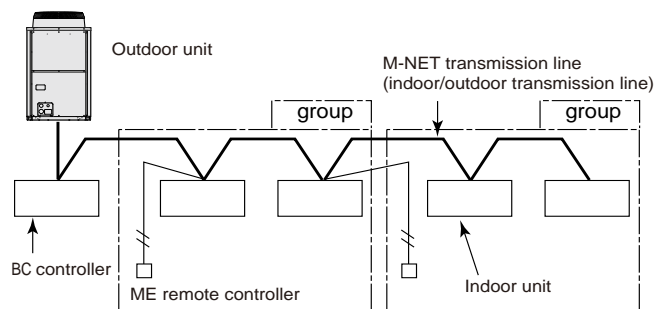 Outdoor unit
M-NET transmission line
(indoor/outdoor transmission line)
group
group
BC controller
ME remote controller
Indoor unit